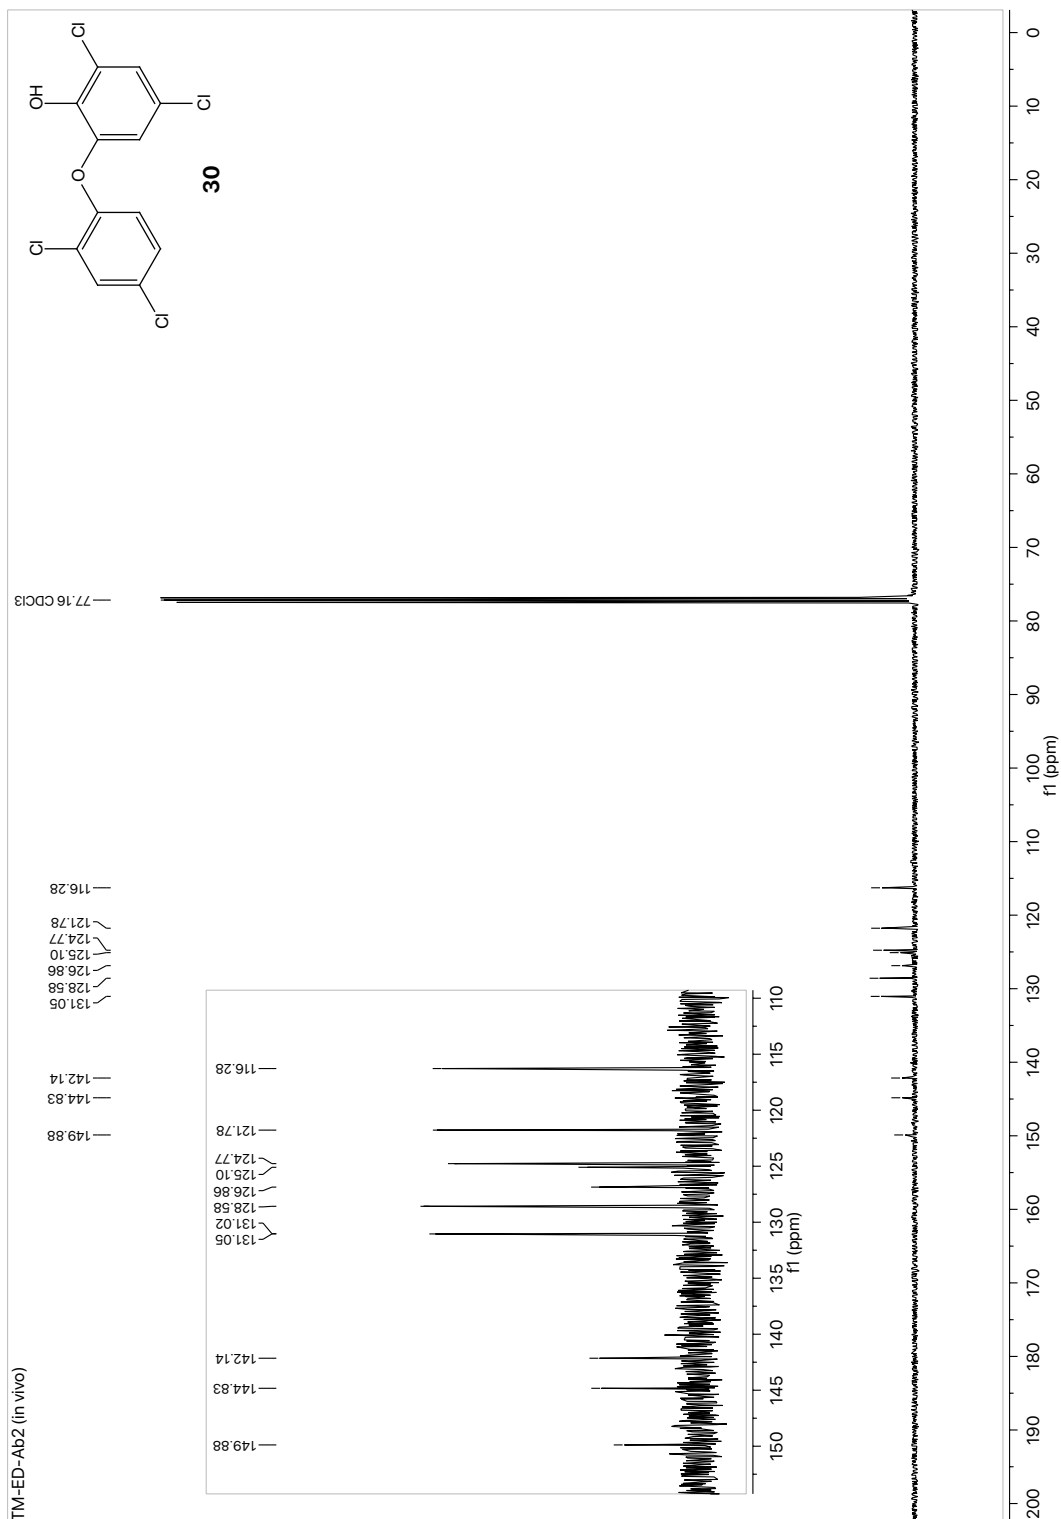 TM-ED-Ab2 (in vivo)
149.88
144.83
142.14
131.05
128.58
126.86
125.10
124.77
121.78
116.28
77.16 CDCl3
Cl
OH
Cl
O
Cl
Cl
30
149.88
144.83
142.14
131.05
131.02
128.58
126.86
125.10
124.77
121.78
116.28
150 145 140 135 130 125 120 115 110
f1 (ppm)
200 190 180 170 160 150 140 130 120 110 100 90 80 70 60 50 40 30 20 10 0
f1 (ppm)